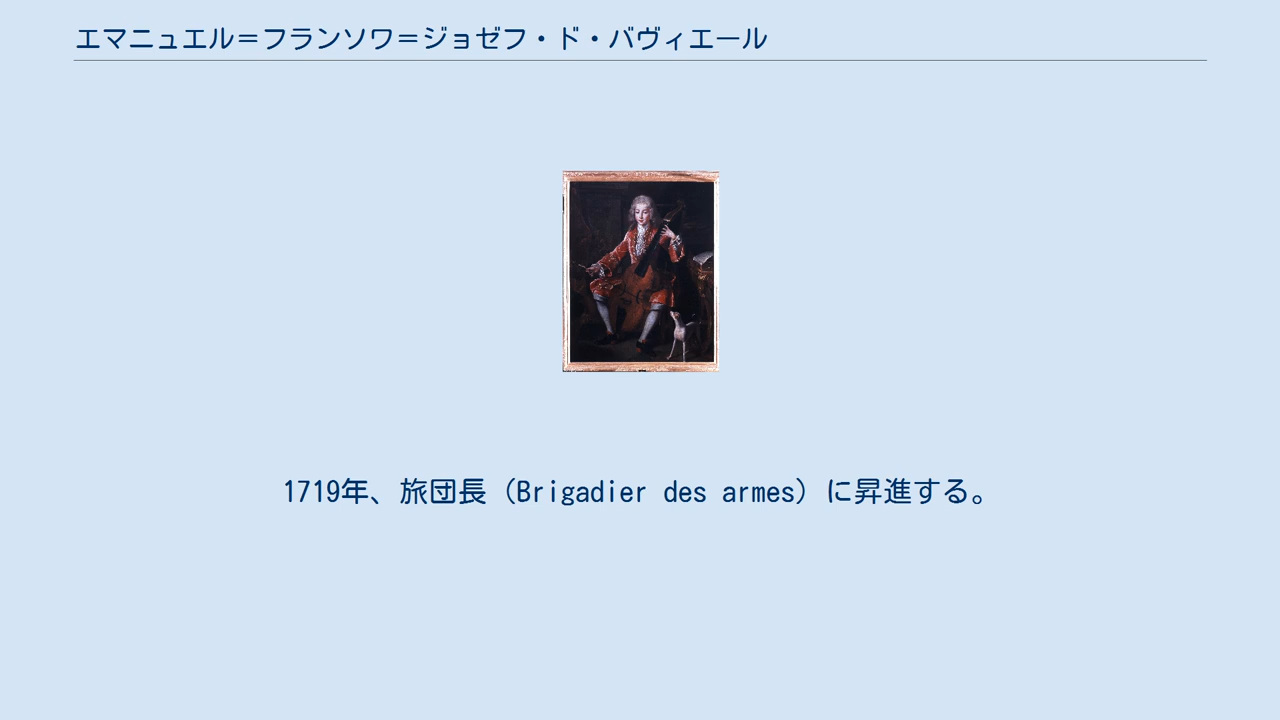 エマニュエル＝フランソワ＝ジョゼフ・ド・バヴィエール
1719年、旅団長（Brigadier des armes）に昇進する。